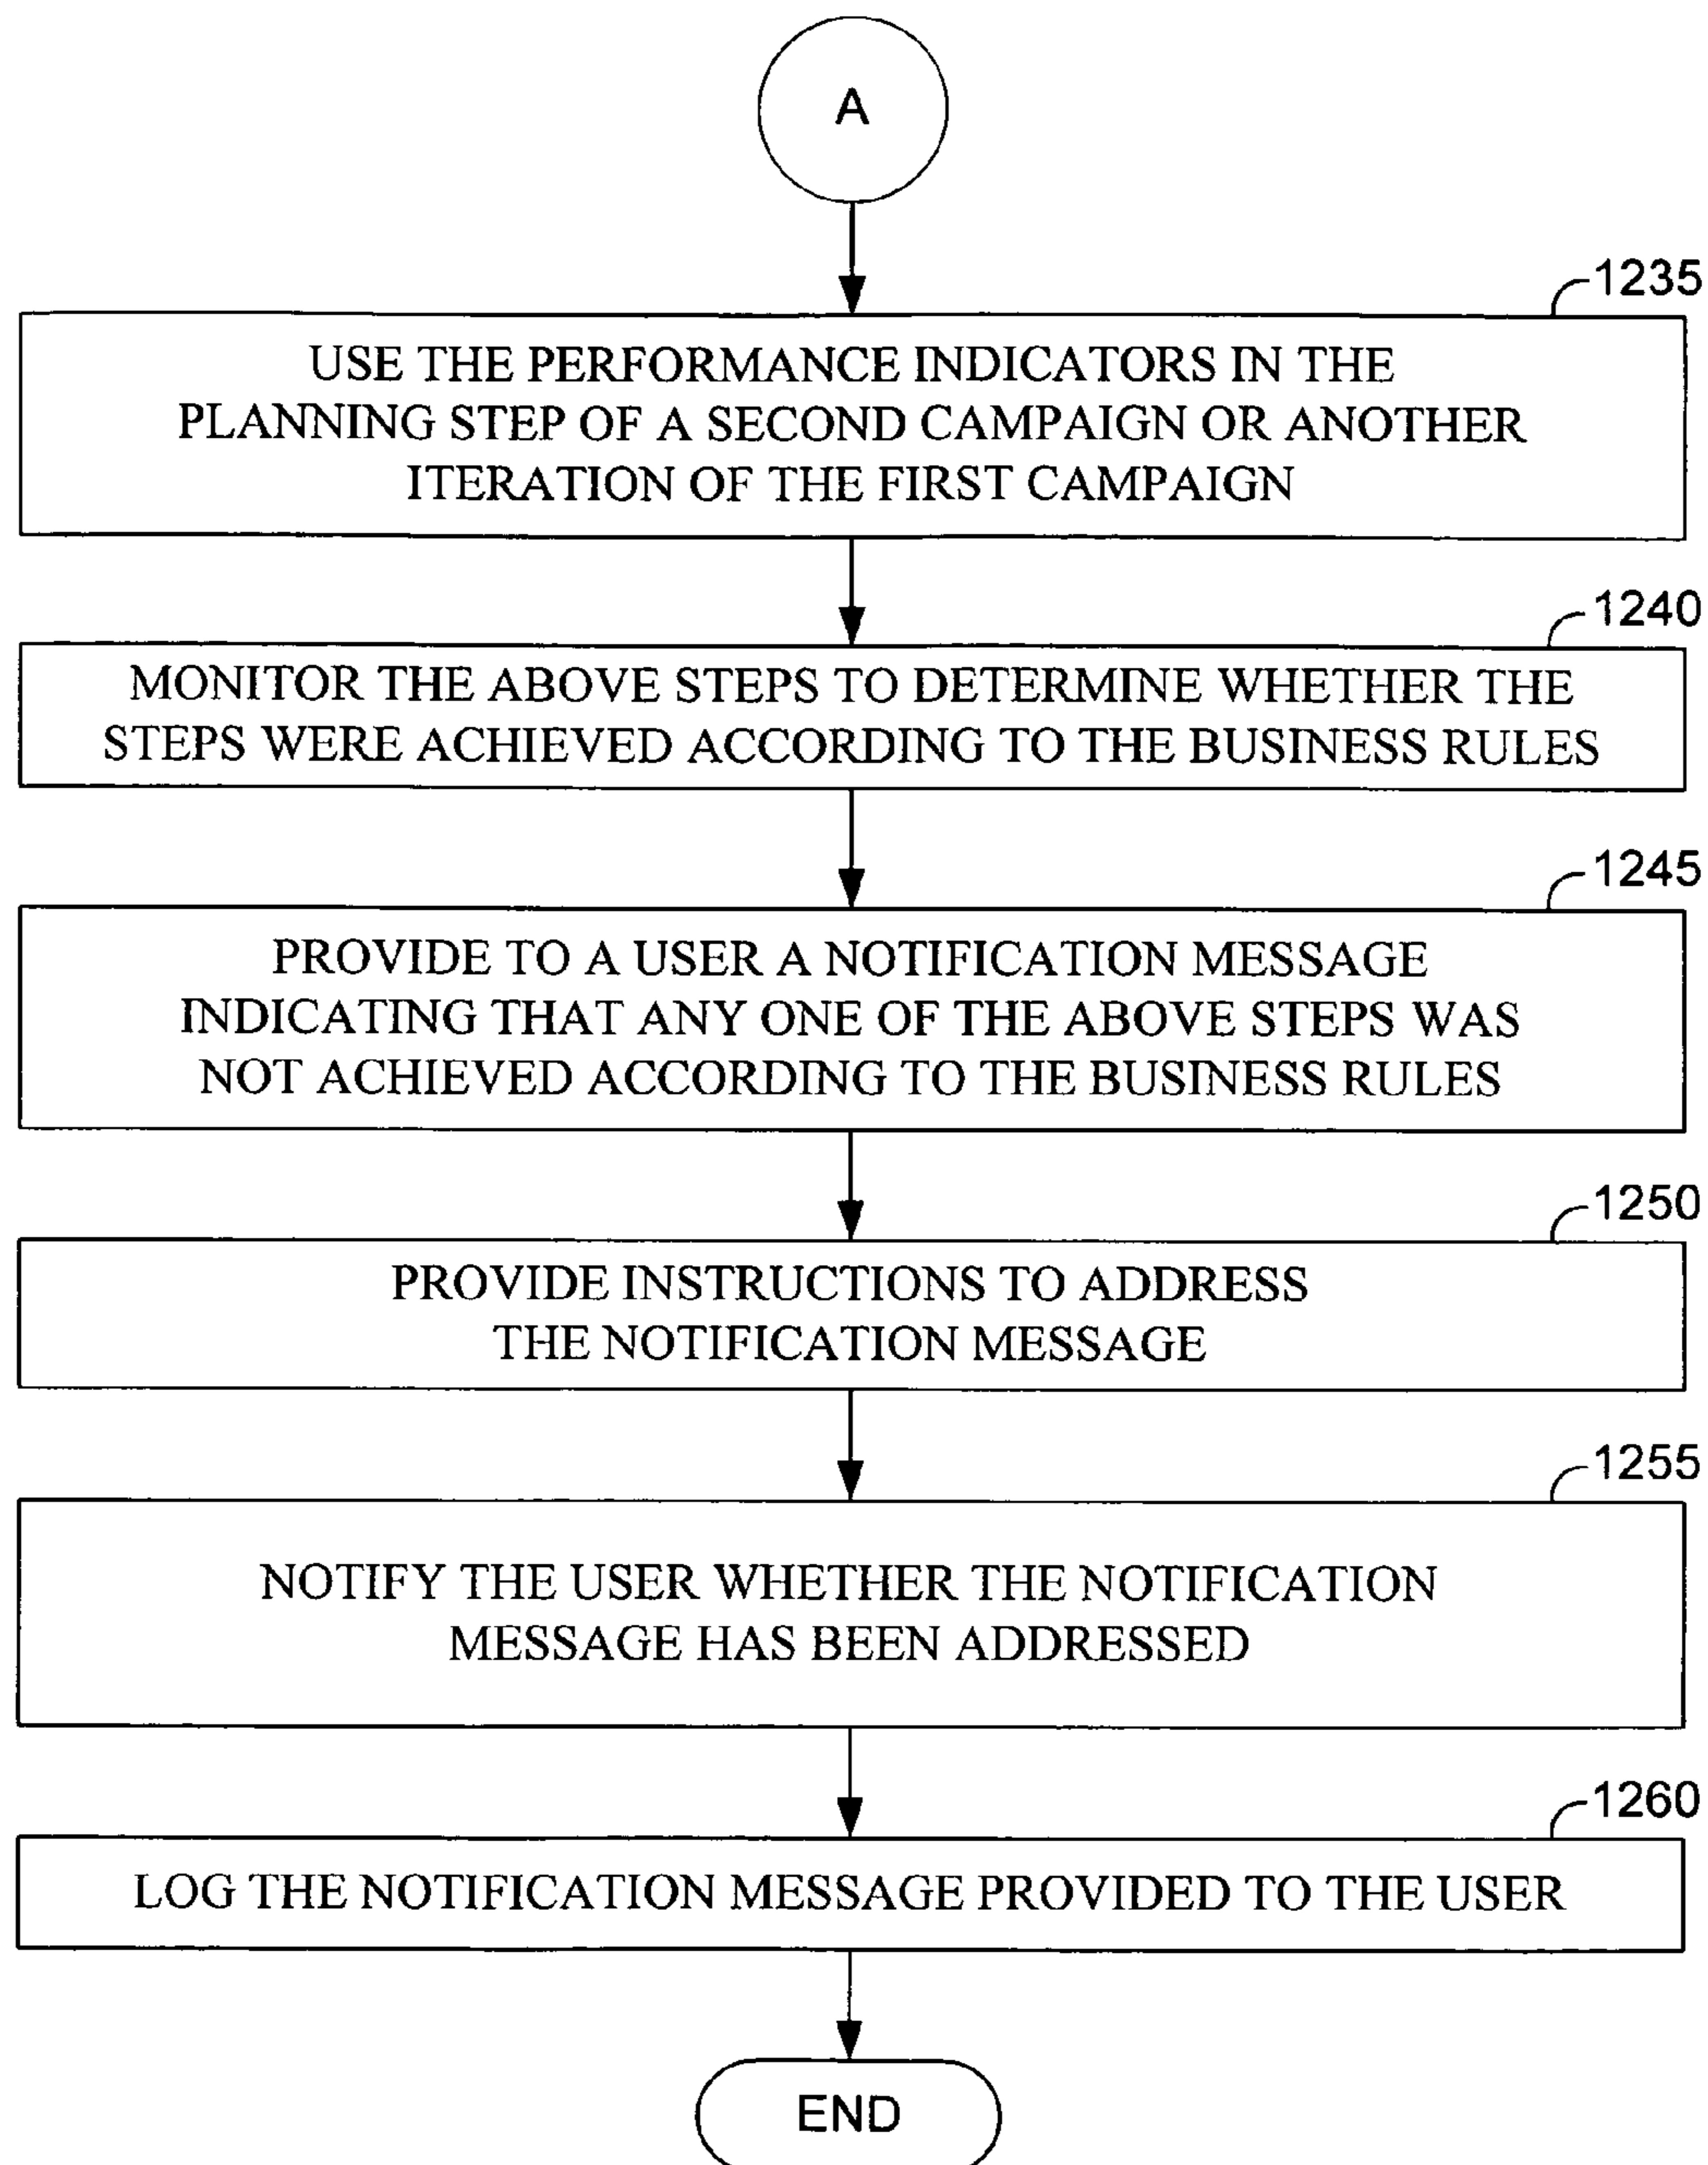 A
1235
USE THE PERFORMANCE INDICATORS IN THE
PLANNING STEP OF A SECOND CAMPAIGN OR ANOTHER
ITERATION OF THE FIRST CAMPAIGN
1240
MONITOR THE ABOVE STEPS TO DETERMINE WHETHER THE
STEPS WERE ACHIEVED ACCORDING TO THE BUSINESS RULES
1245
PROVIDE TO A USER A NOTIFICATION MESSAGE
INDICATING THAT ANY ONE OF THE ABOVE STEPS WAS
NOT ACHIEVED ACCORDING TO THE BUSINESS RULES
1250
PROVIDE INSTRUCTIONS TO ADDRESS
THE NOTIFICATION MESSAGE
1255
NOTIFY THE USER WHETHER THE NOTIFICATION
MESSAGE HAS BEEN ADDRESSED
1260
LOG THE NOTIFICATION MESSAGE PROVIDED TO THE USER
END